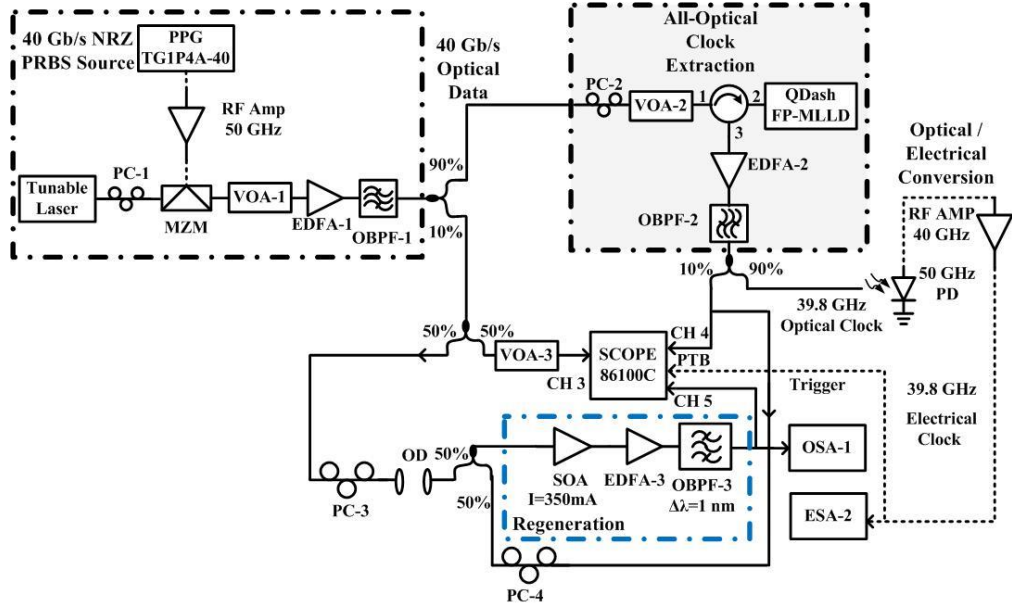 40 Gb/s NRZ
PRBS Source
PPG
TG1P4A-40
RF Amp
50 GHz
PC-1
Tunable
Laser
MZM
VOA-1
EDFA-1
OBPF-1
40 Gb/s
Optical
Data
90%
10%
All-Optical
Clock
Extraction
PC-2
VOA-2
1
2
3
QDash
FP-MLLD
EDFA-2
OBPF-2
10%
90%
Optical /
Electrical
Conversion
RF AMP
40 GHz
50 GHz
PD
39.8 GHz
Optical Clock
50%
50%
VOA-3
CH 3
SCOPE
86100C
CH 4
PTB
CH 5
Trigger
39.8 GHz
Electrical
Clock
PC-3
OD
50%
50%
SOA
I=350mA
EDFA-3
OBPF-3
Δλ=1 nm
Regeneration
OSA-1
ESA-2
PC-4